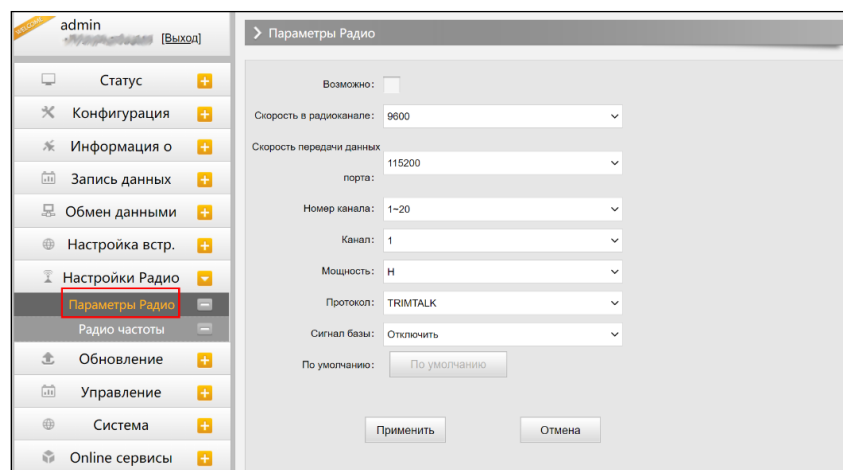 WELCOME
admin
[Выход]
Статус
Конфигурация
Информация о
Запись данных
Обмен данными
Настройка встр.
Настройки Радио
Параметры Радио
Радио частоты
Обновление
Управление
Система
Online сервисы
Параметры Радио
Возможно:
Скорость в радиоканале: 9600
Скорость передачи данных
порта: 115200
Номер канала: 1~20
Канал: 1
Мощность: H
Протокол: TRIMTALK
Сигнал базы: Отключить
По умолчанию: По умолчанию
Применить Отмена